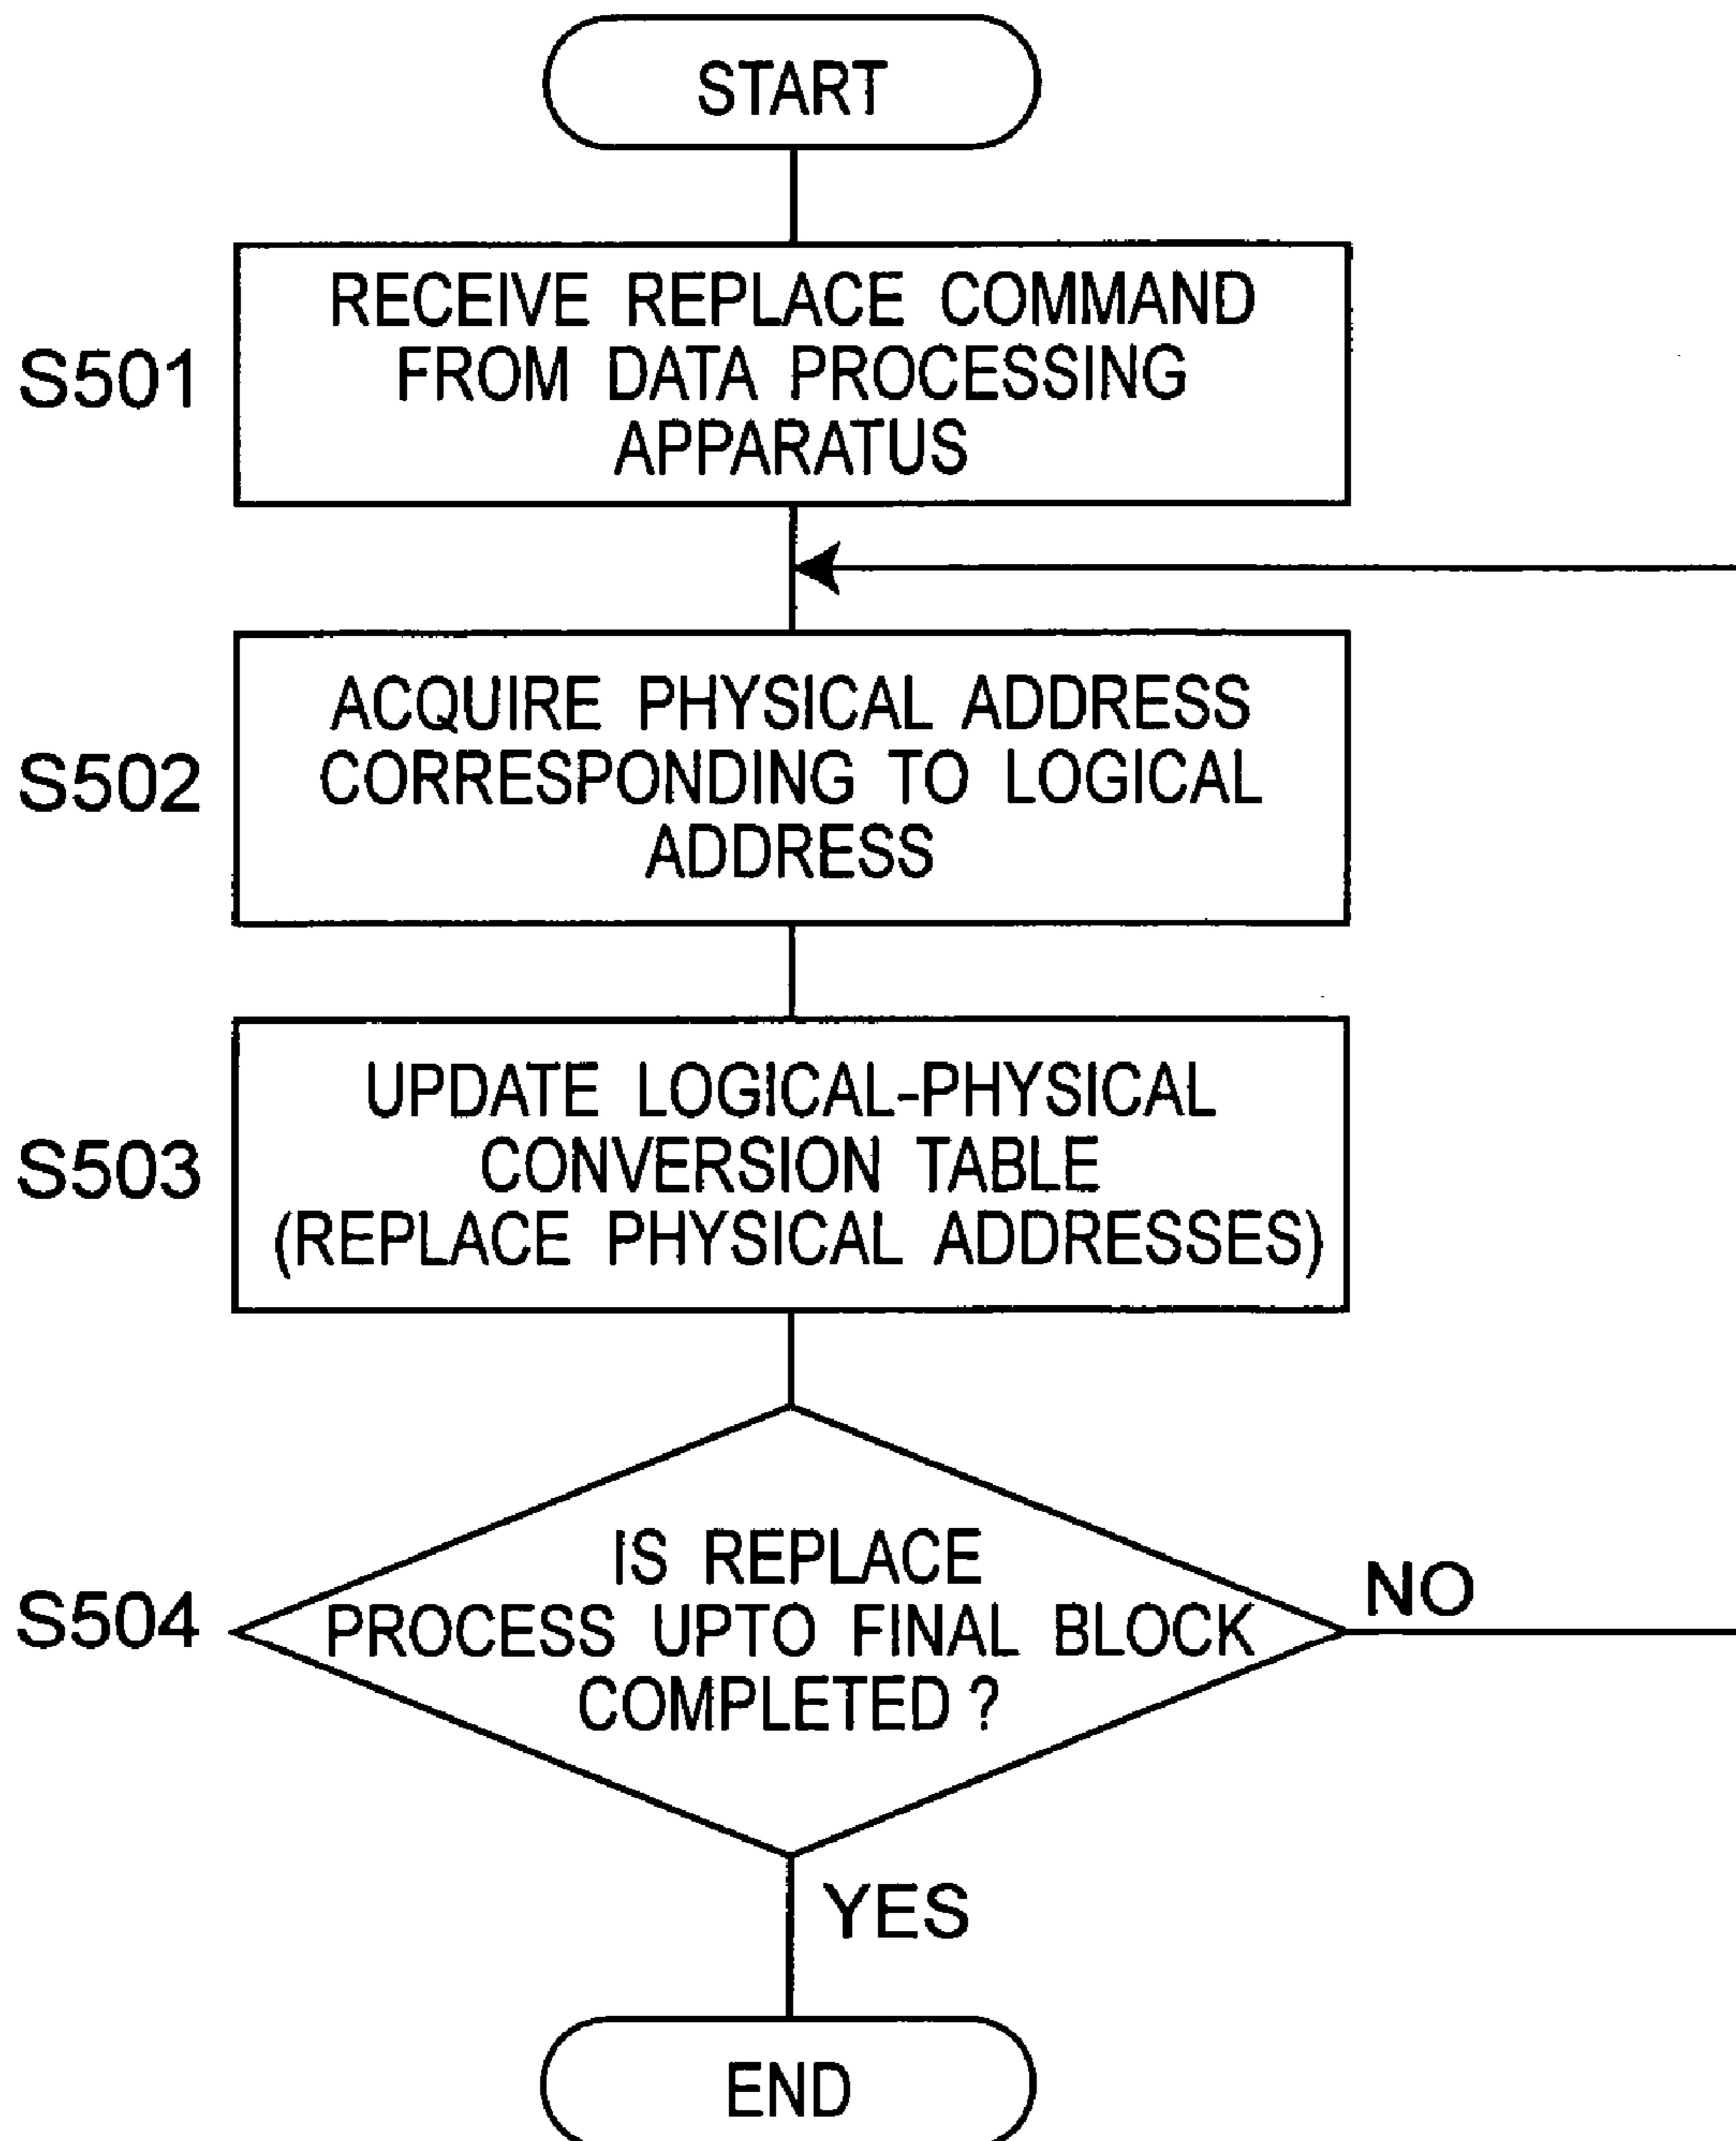 START
S501
RECEIVE REPLACE COMMAND
FROM DATA PROCESSING
APPARATUS
S502
ACQUIRE PHYSICAL ADDRESS
CORRESPONDING TO LOGICAL
ADDRESS
S503
UPDATE LOGICAL-PHYSICAL
CONVERSION TABLE
(REPLACE PHYSICAL ADDRESSES)
S504
IS REPLACE
PROCESS UPTO FINAL BLOCK
COMPLETED ?
NO
YES
END